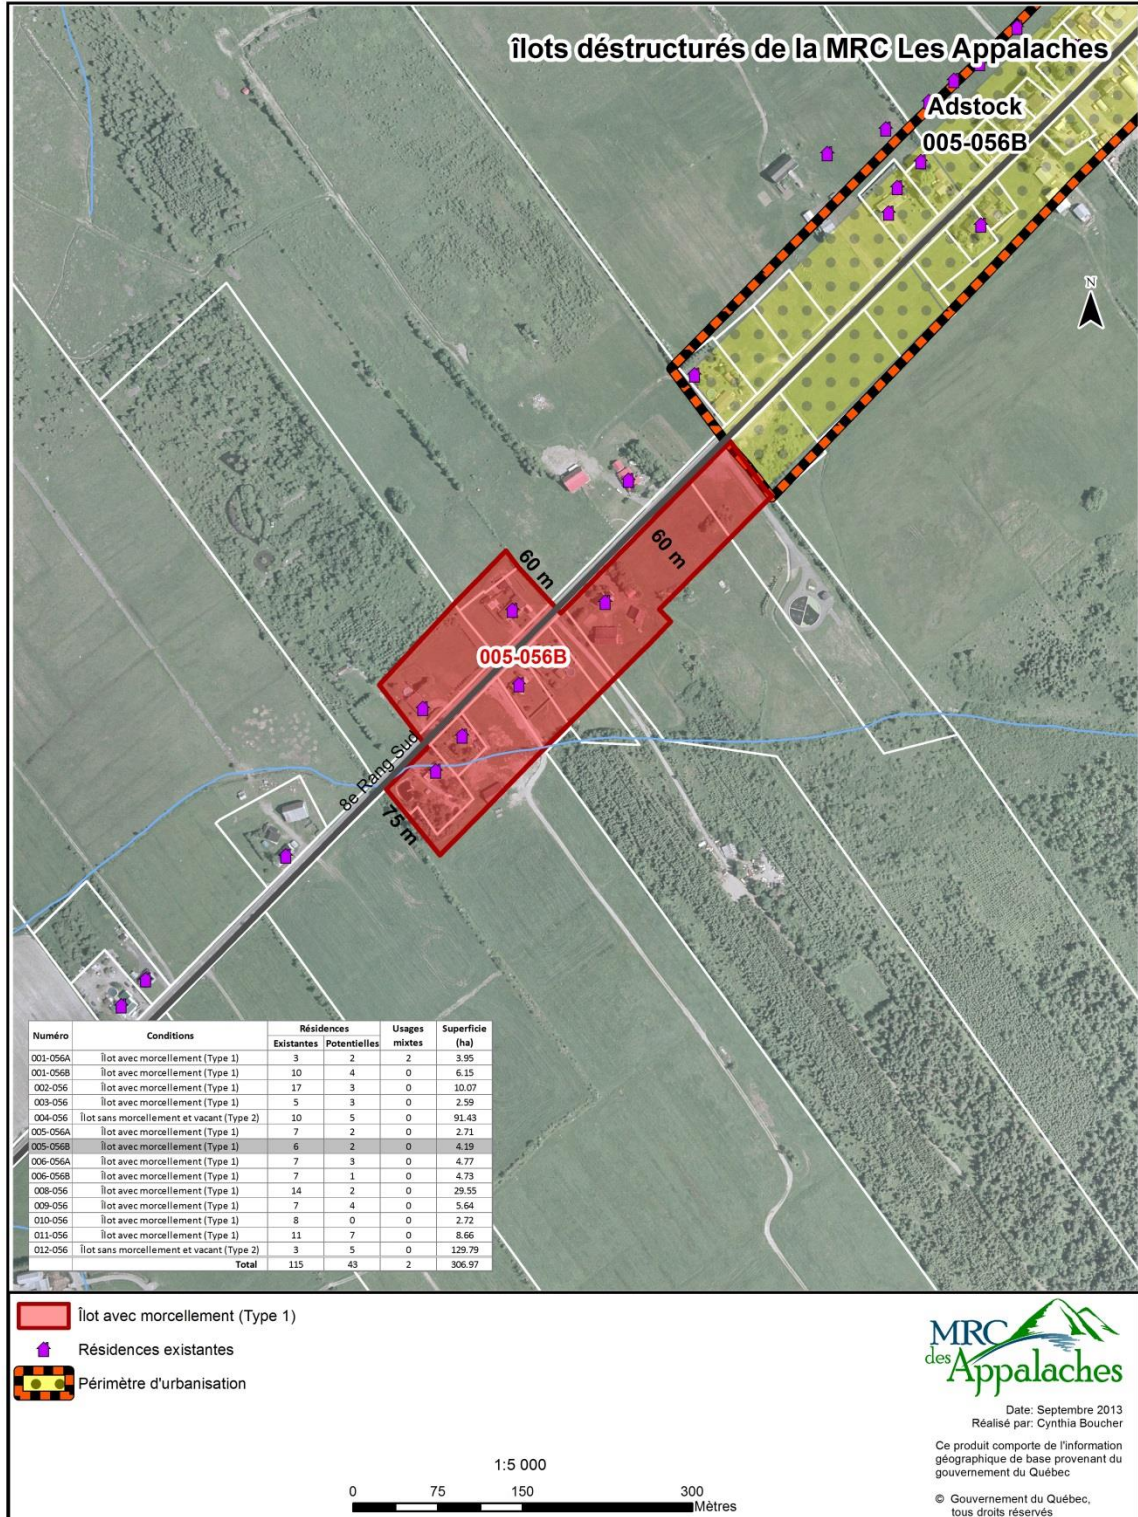 îlots déstructurés de la MRC Les Appalaches
Adstock
005-056B
N
60 m
60 m
005-056B
8e Rang Sud
75 m
Numéro Conditions Résidences Usages mixtes Superficie (ha)
Existantes Potentielles
001-056A Îlot avec morcellement (Type 1) 3 2 2 3.95
001-056B Îlot avec morcellement (Type 1) 10 4 0 6.15
002-056 Îlot avec morcellement (Type 1) 17 3 0 10.07
003-056 Îlot avec morcellement (Type 1) 5 3 0 2.59
004-056 Îlot sans morcellement et vacant (Type 2) 10 5 0 91.43
005-056A Îlot avec morcellement (Type 1) 7 2 0 2.71
005-056B Îlot avec morcellement (Type 1) 6 2 0 4.19
006-056A Îlot avec morcellement (Type 1) 7 3 0 4.77
006-056B Îlot avec morcellement (Type 1) 7 1 0 4.73
008-056 Îlot avec morcellement (Type 1) 14 2 0 29.55
009-056 Îlot avec morcellement (Type 1) 7 4 0 5.64
010-056 Îlot avec morcellement (Type 1) 8 0 0 2.72
011-056 Îlot avec morcellement (Type 1) 11 7 0 8.66
012-056 Îlot sans morcellement et vacant (Type 2) 3 5 0 129.79
Total 115 43 2 306.97
Îlot avec morcellement (Type 1)
Résidences existantes
Périmètre d'urbanisation
MRC
des Appalaches
Date: Septembre 2013
Réalisé par: Cynthia Boucher
Ce produit comporte de l'information
géographique de base provenant du
gouvernement du Québec
© Gouvernement du Québec,
tous droits réservés
1:5 000
0 75 150 300
Mètres